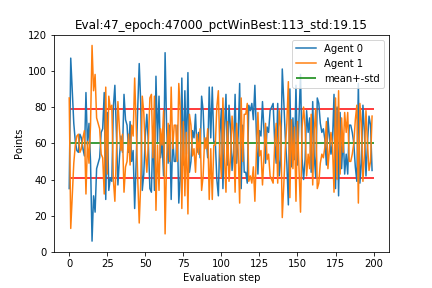 Eval:47_epoch:47000_pctWinBest:113_std:19.15
Points
120
100
80
60
40
20
0
Agent 0
Agent 1
mean+-std
0 25 50 75 100 125 150 175 200
Evaluation step